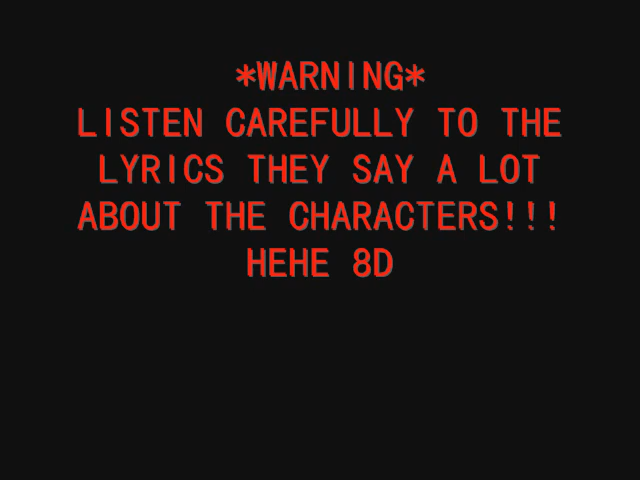 *WARNING*
LISTEN CAREFULLY TO THE
LYRICS THEY SAY A LOT
ABOUT THE CHARACTERS!!!
HEHE 8D